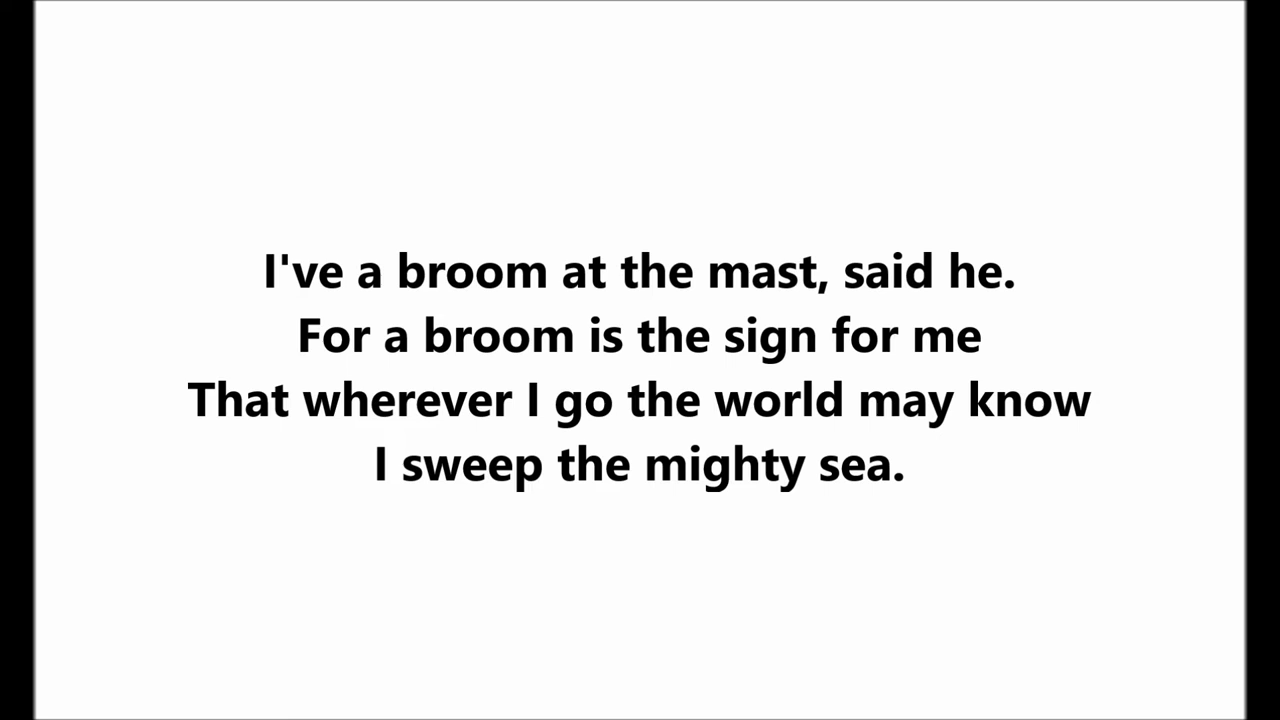 I've a broom at the mast, said he.
For a broom is the sign for me
That wherever I go the world may know
I sweep the mighty sea.